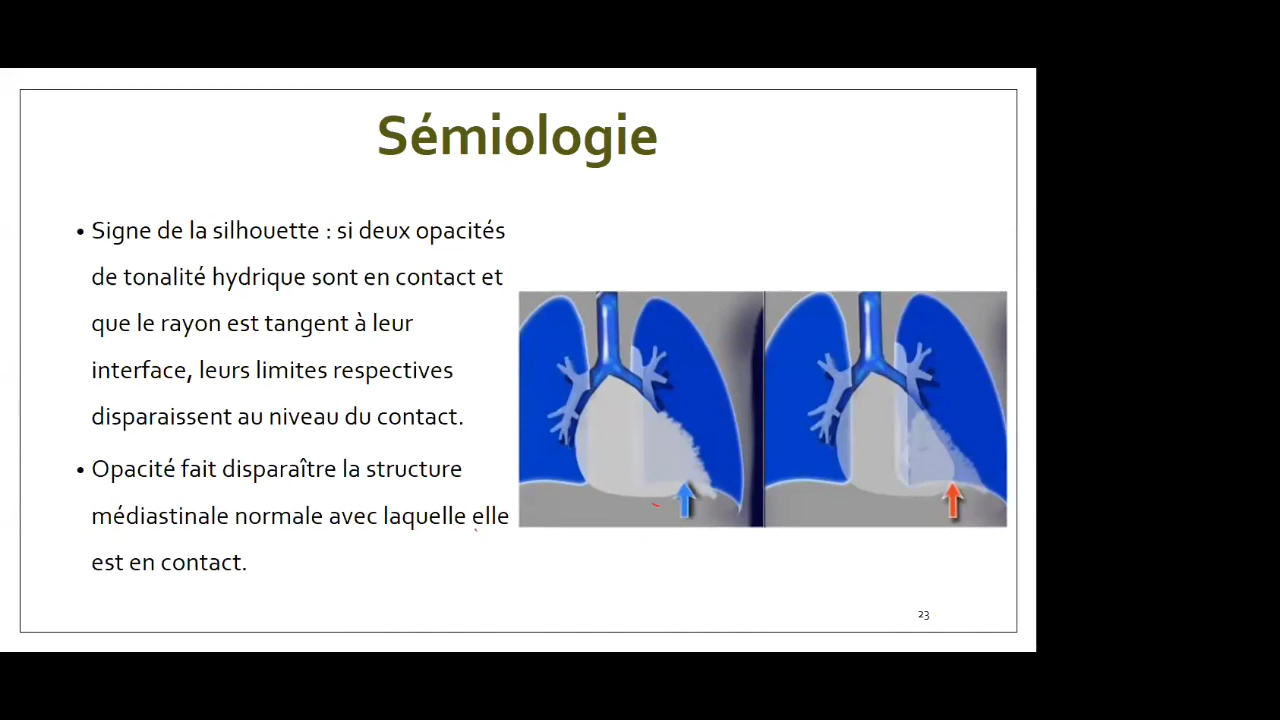 Sémiologie
• Signe de la silhouette : si deux opacités
de tonalité hydrique sont en contact et
que le rayon est tangent à leur
interface, leurs limites respectives
disparaissent au niveau du contact.
• Opacité fait disparaître la structure
médiastinale normale avec laquelle elle
est en contact.
23